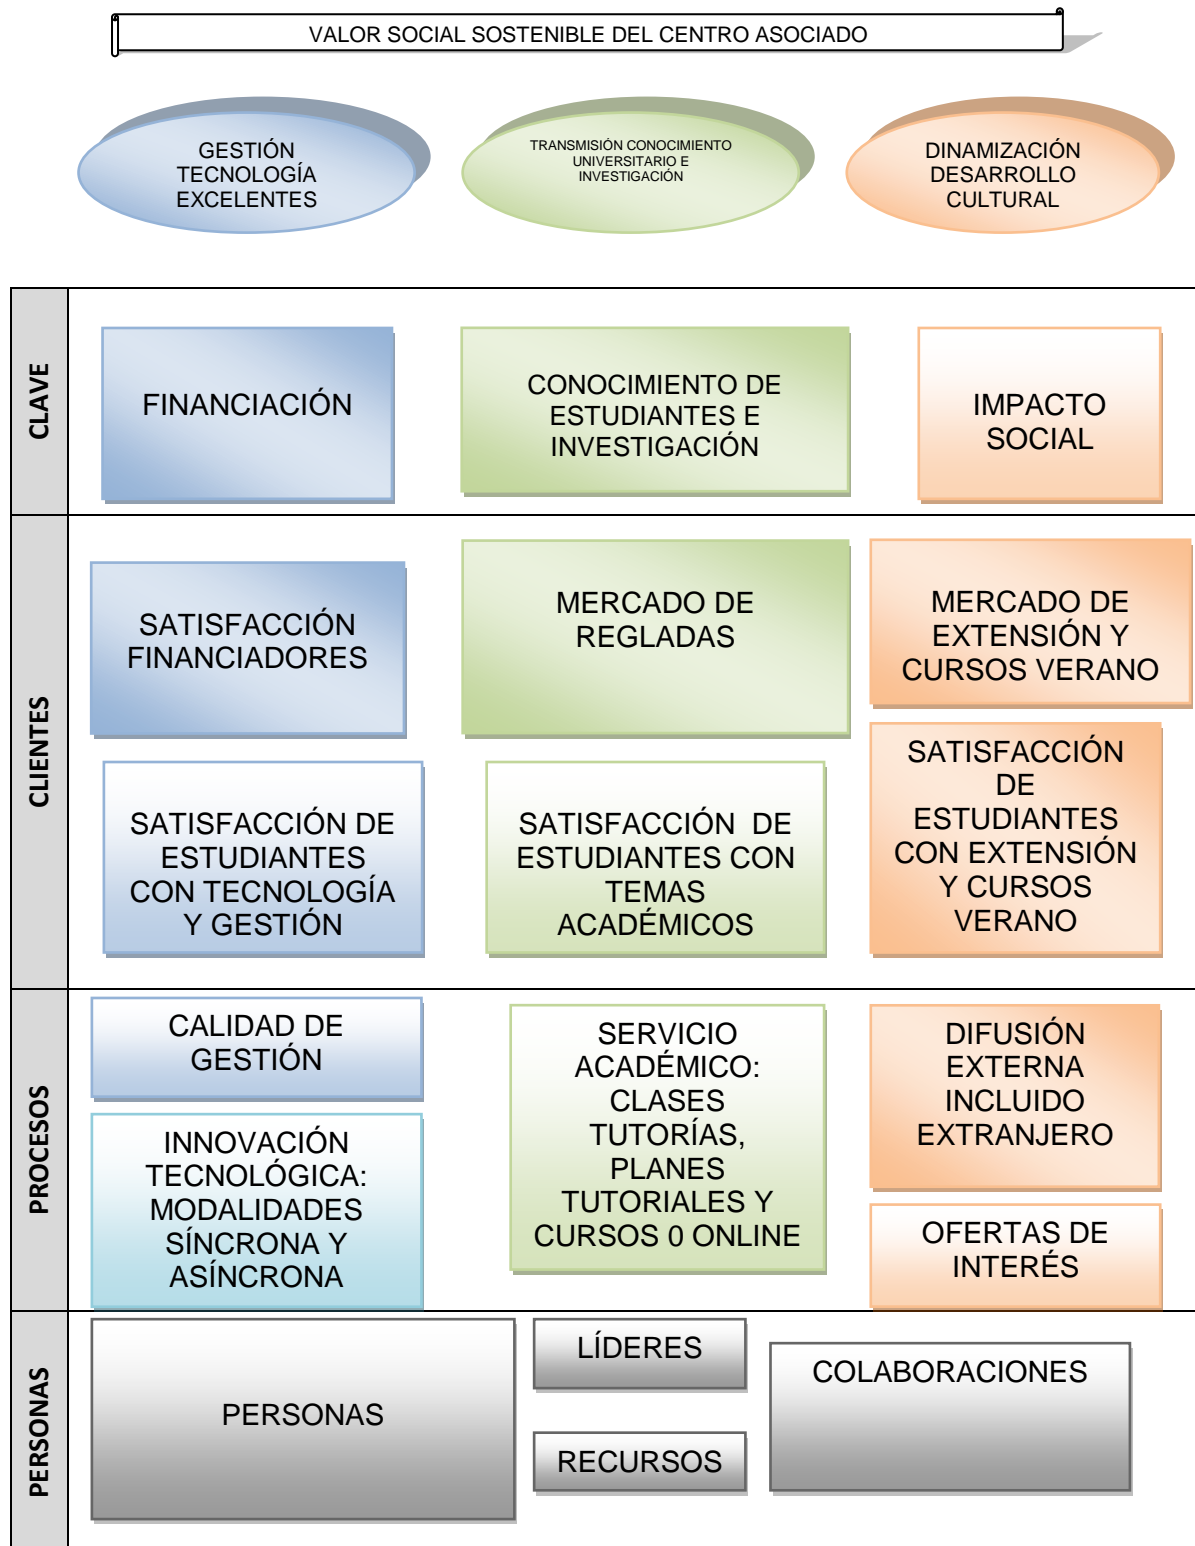 VALOR SOCIAL SOSTENIBLE DEL CENTRO ASOCIADO
GESTIÓN
TECNOLOGÍA
EXCELENTES
TRANSMISIÓN CONOCIMIENTO
UNIVERSITARIO E
INVESTIGACIÓN
DINAMIZACIÓN
DESARROLLO
CULTURAL
CLAVE
FINANCIACIÓN
CONOCIMIENTO DE
ESTUDIANTES E
INVESTIGACIÓN
IMPACTO
SOCIAL
CLIENTES
SATISFACCIÓN
FINANCIADORES
MERCADO DE
REGLADAS
MERCADO DE
EXTENSIÓN Y
CURSOS VERANO
SATISFACCIÓN DE
ESTUDIANTES
CON TECNOLOGÍA
Y GESTIÓN
SATISFACCIÓN DE
ESTUDIANTES CON
TEMAS
ACADÉMICOS
SATISFACCIÓN
DE
ESTUDIANTES
CON EXTENSIÓN
Y CURSOS
VERANO
PROCESOS
CALIDAD DE
GESTIÓN
INNOVACIÓN
TECNOLÓGICA:
MODALIDADES
SÍNCRONA Y
ASÍNCRONA
SERVICIO
ACADÉMICO:
CLASES
TUTORÍAS,
PLANES
TUTORIALES Y
CURSOS 0 ONLINE
DIFUSIÓN
EXTERNA
INCLUIDO
EXTRANJERO
OFERTAS DE
INTERÉS
PERSONAS
PERSONAS
LÍDERES
RECURSOS
COLABORACIONES